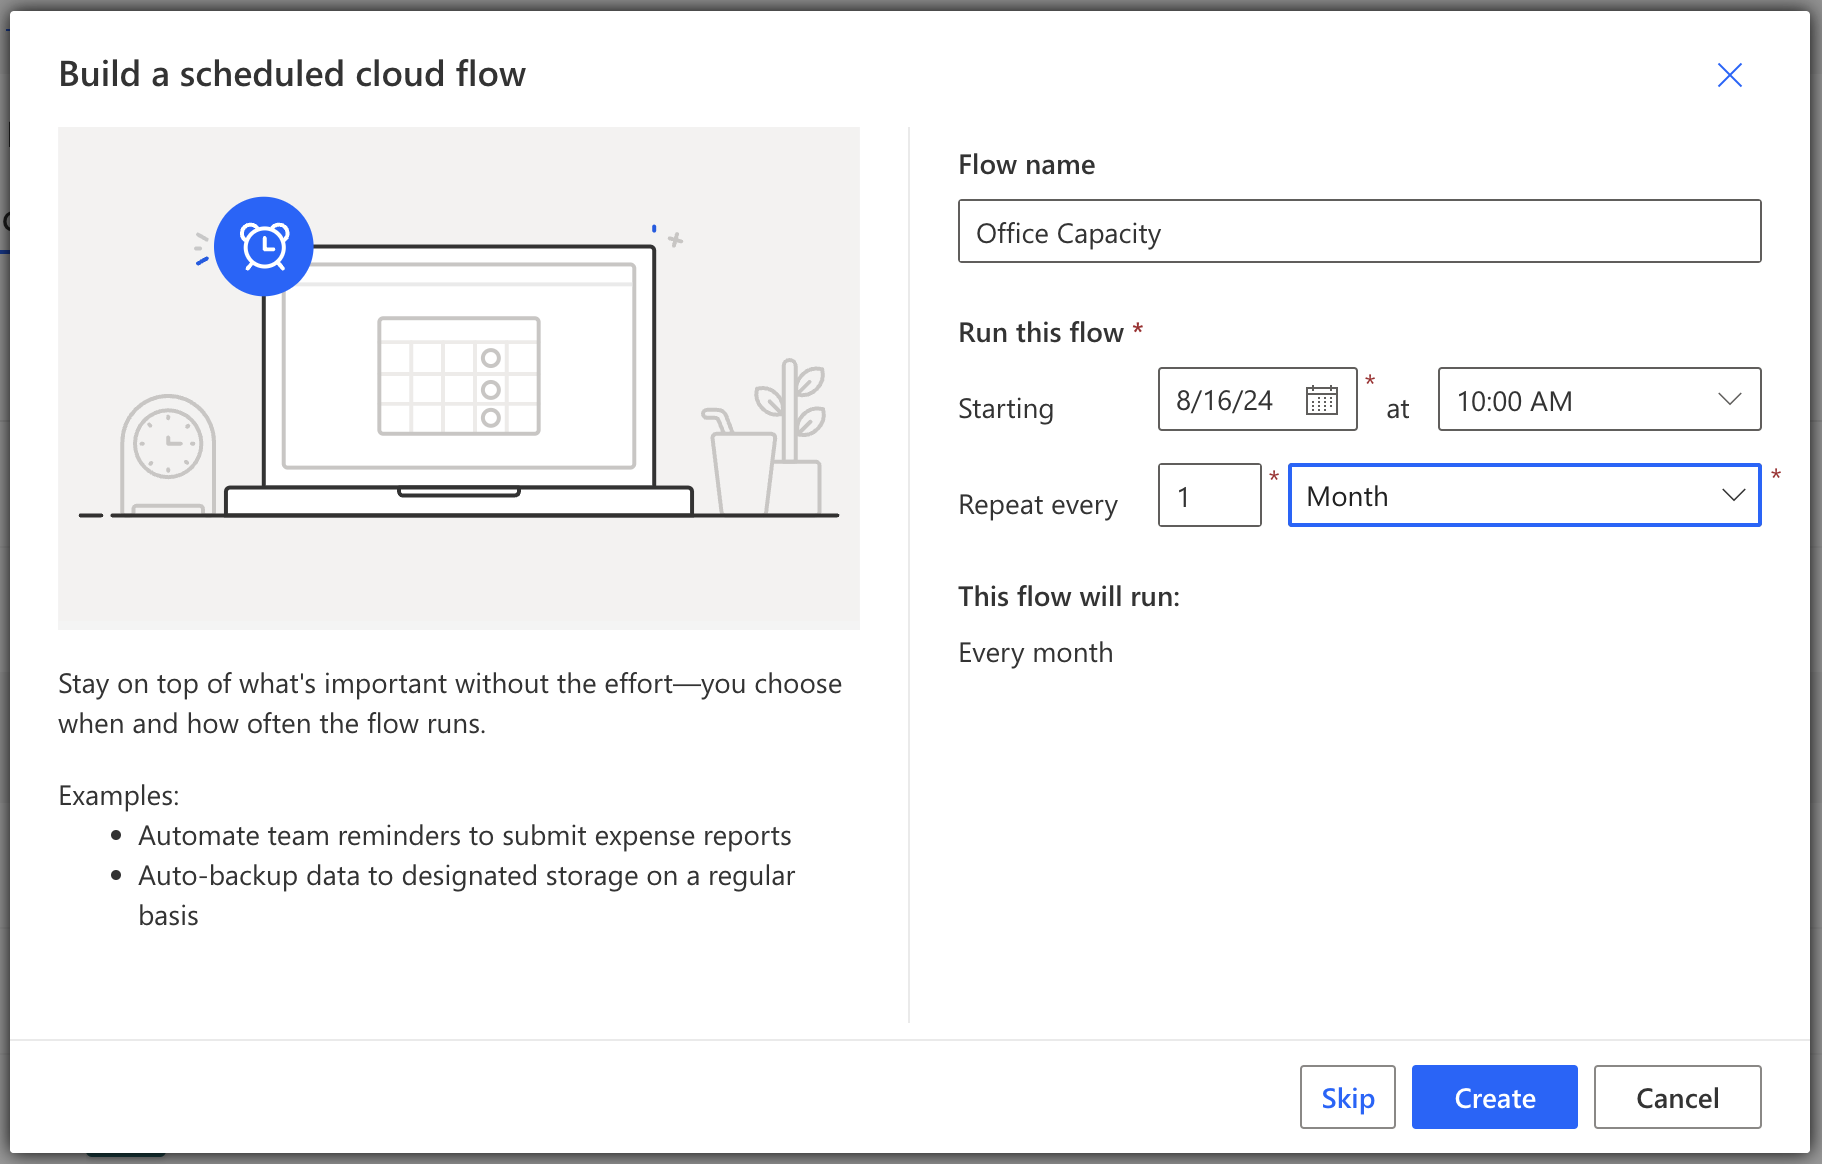 Build a scheduled cloud flow
Stay on top of what's important without the effort—you choose
when and how often the flow runs.
Examples:
• Automate team reminders to submit expense reports
• Auto-backup data to designated storage on a regular
basis
Flow name
Office Capacity
Run this flow *
Starting 8/16/24 * at 10:00 AM
Repeat every 1 * Month *
This flow will run:
Every month
Skip Create Cancel